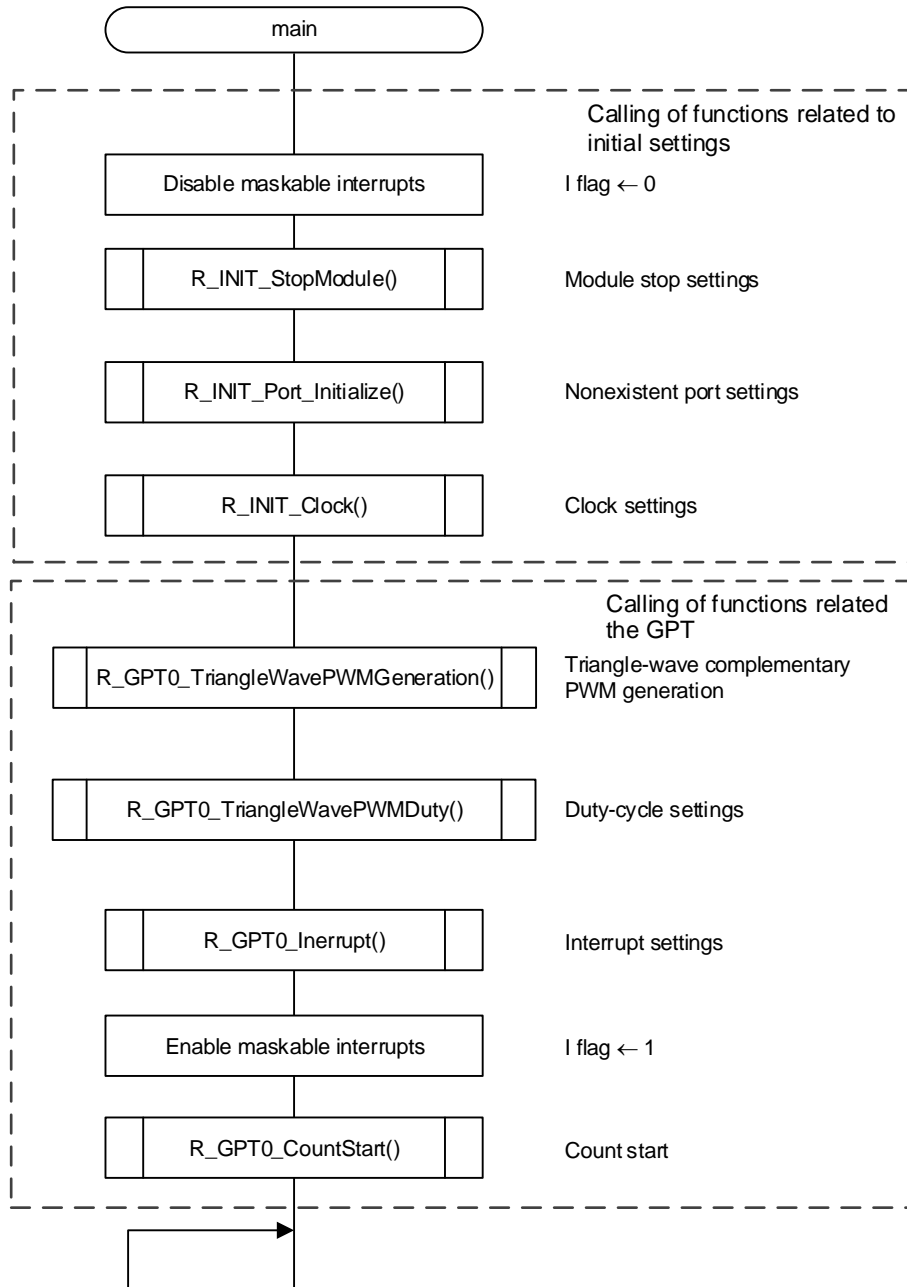 main
Calling of functions related to
initial settings
Disable maskable interrupts
I flag ← 0
R_INIT_StopModule()
Module stop settings
R_INIT_Port_Initialize()
Nonexistent port settings
R_INIT_Clock()
Clock settings
Calling of functions related
the GPT
R_GPT0_TriangleWavePWMGeneration()
Triangle-wave complementary
PWM generation
R_GPT0_TriangleWavePWMDuty()
Duty-cycle settings
R_GPT0_Inerrupt()
Interrupt settings
Enable maskable interrupts
I flag ← 1
R_GPT0_CountStart()
Count start